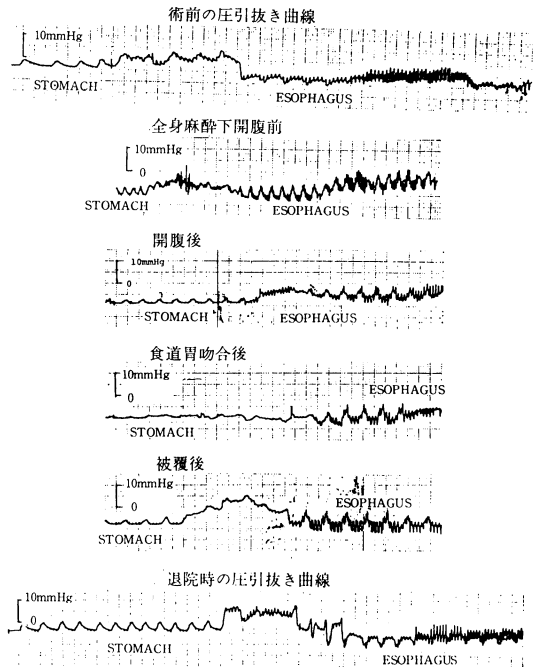 術前の圧引抜き曲線
10mmHg
STOMACH
ESOPHAGUS
全身麻酔下開腹前
10mmHg
0
STOMACH
ESOPHAGUS
開腹後
10mmHg
0
STOMACH
ESOPHAGUS
食道胃吻合後
10mmHg
0
ESOPHAGUS
STOMACH
被覆後
10mmHg
0
ESOPHAGUS
STOMACH
退院時の圧引抜き曲線
10mmHg
0
STOMACH
ESOPHAGUS